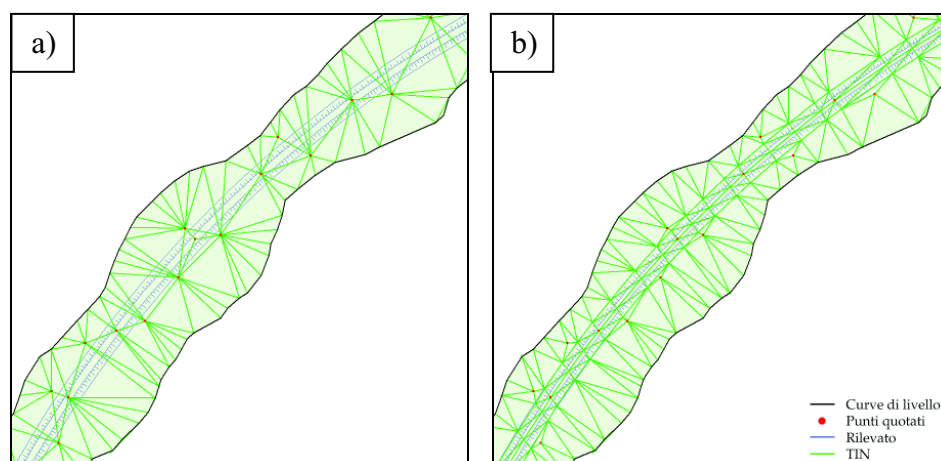 a)
b)
Curve di livello
Punti quotati
Rilevato
TIN